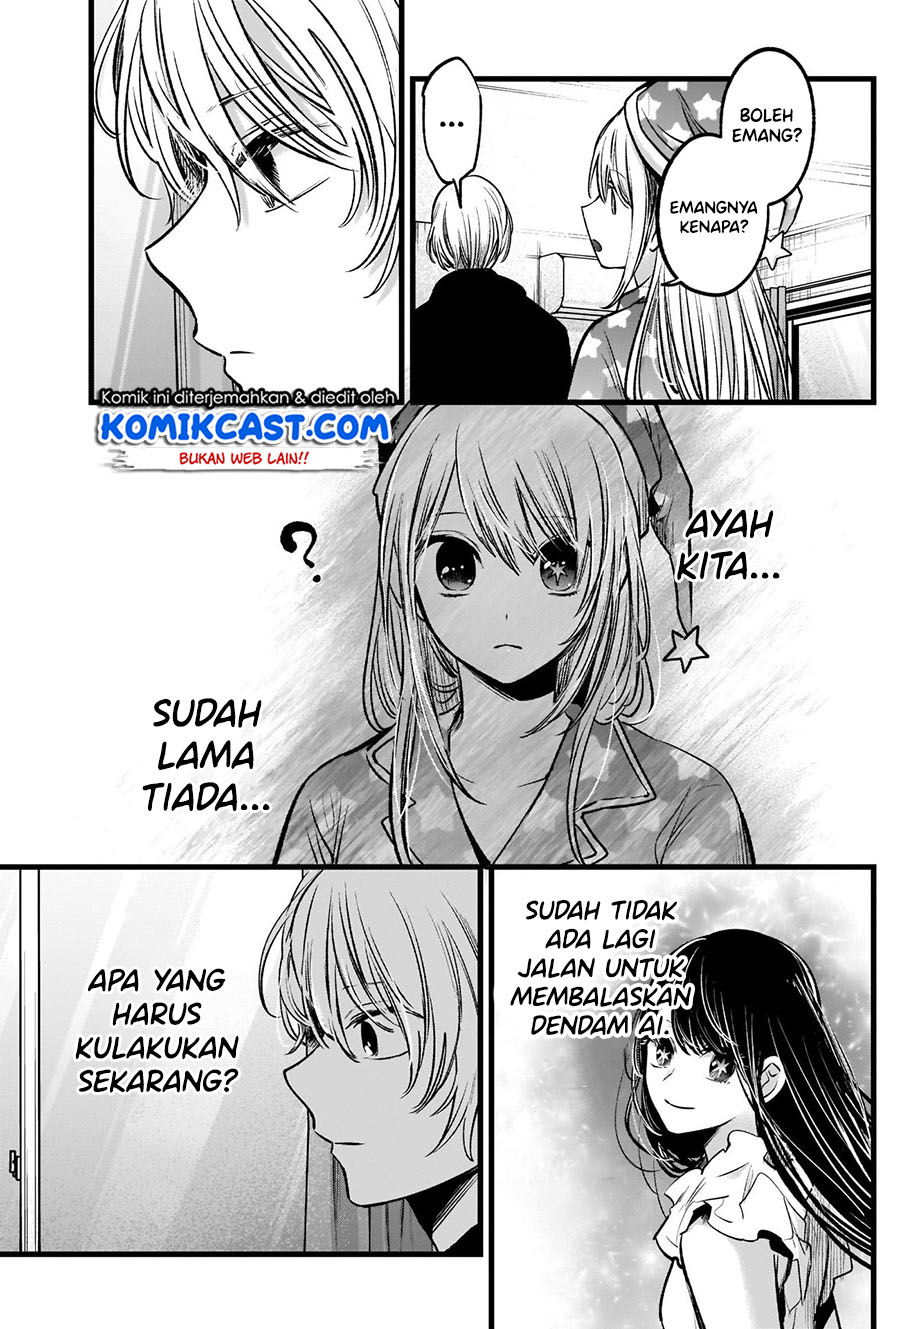 BOLEH
EMANG?
EMANGNYA
KENAPA?
...
Komik ini diterjemahkan & diedit oleh
KOMIKCAST.COM
BUKAN WEB LAIN!!
AYAH
KITA...
?
SUDAH
LAMA
TIADA...
SUDAH TIDAK
ADA LAGI
JALAN UNTUK
MEMBALASKAN
DENDAM AI.
APA YANG
HARUS
KULAKUKAN
SEKARANG?